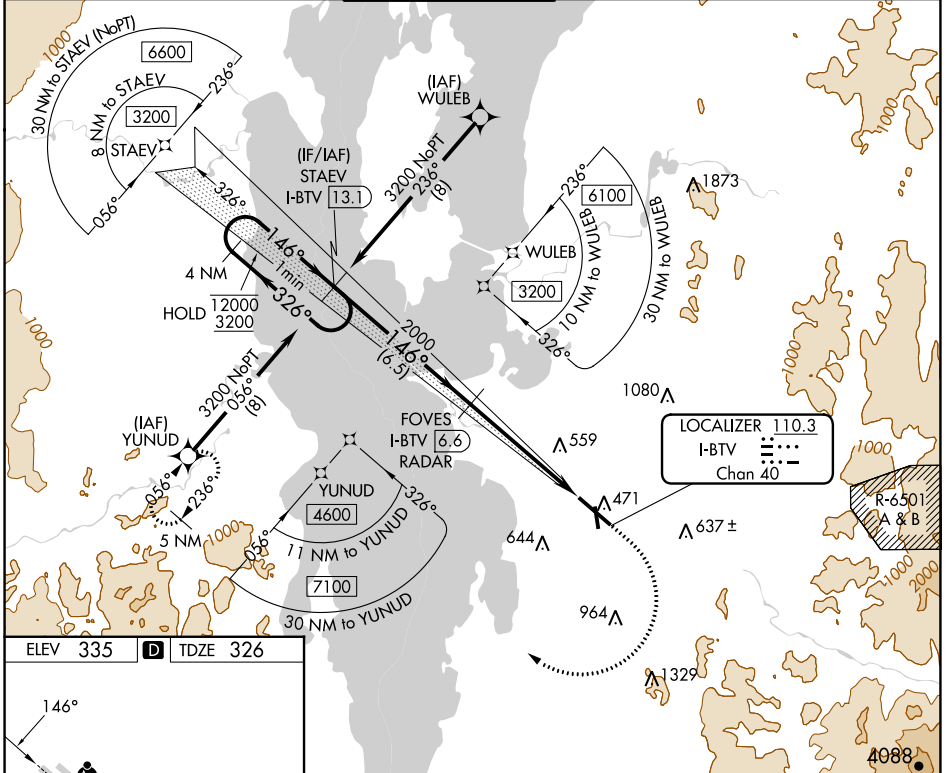 1000
30 NM to STAEV (NoPT)
6600
236°
8 NM to STAEV
3200
STAEV
056°
(IAF)
WULEB
3200 NoPT
236°
(8)
(IF/IAF)
STAEV
I-BTV 13.1
326°
146°
1min
326°
4 NM
HOLD 12000
3200
2000
146°
(6.5)
236°
6100
WULEB
3200
326°
10 NM to WULEB
30 NM to WULEB
1873
1000
1000
1000
3200 NoPT
056°
(8)
(IAF)
YUNUD
056°
236°
5 NM
1000
FOVES
I-BTV 6.6
RADAR
YUNUD
4600
326°
056°
11 NM to YUNUD
7100
30 NM to YUNUD
1080
559
LOCALIZER 110.3
I-BTV
Chan 40
1000
R-6501
A & B
471
637 ±
644
964
1329
1000
2000
4088
ELEV 335
D
TDZE 326
146°